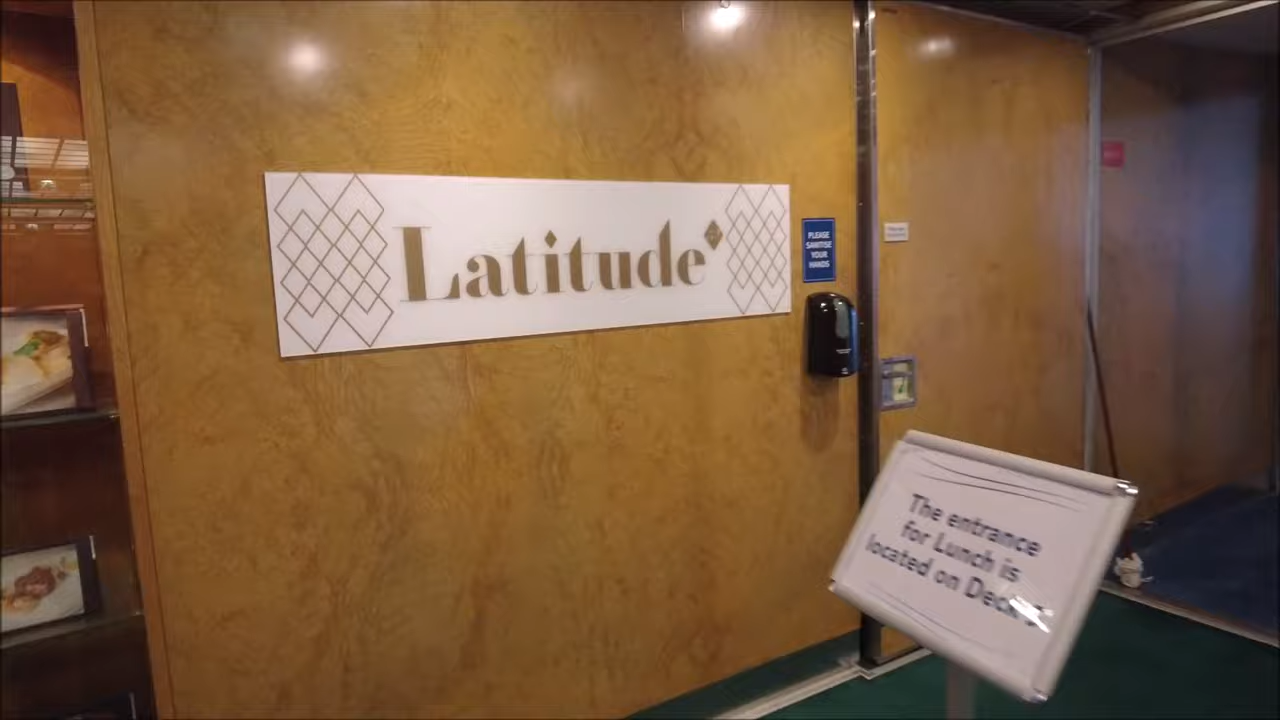 Latitude
PLEASE
SANITISE
YOUR
HANDS
The entrance
for Lunch is
located on Deck